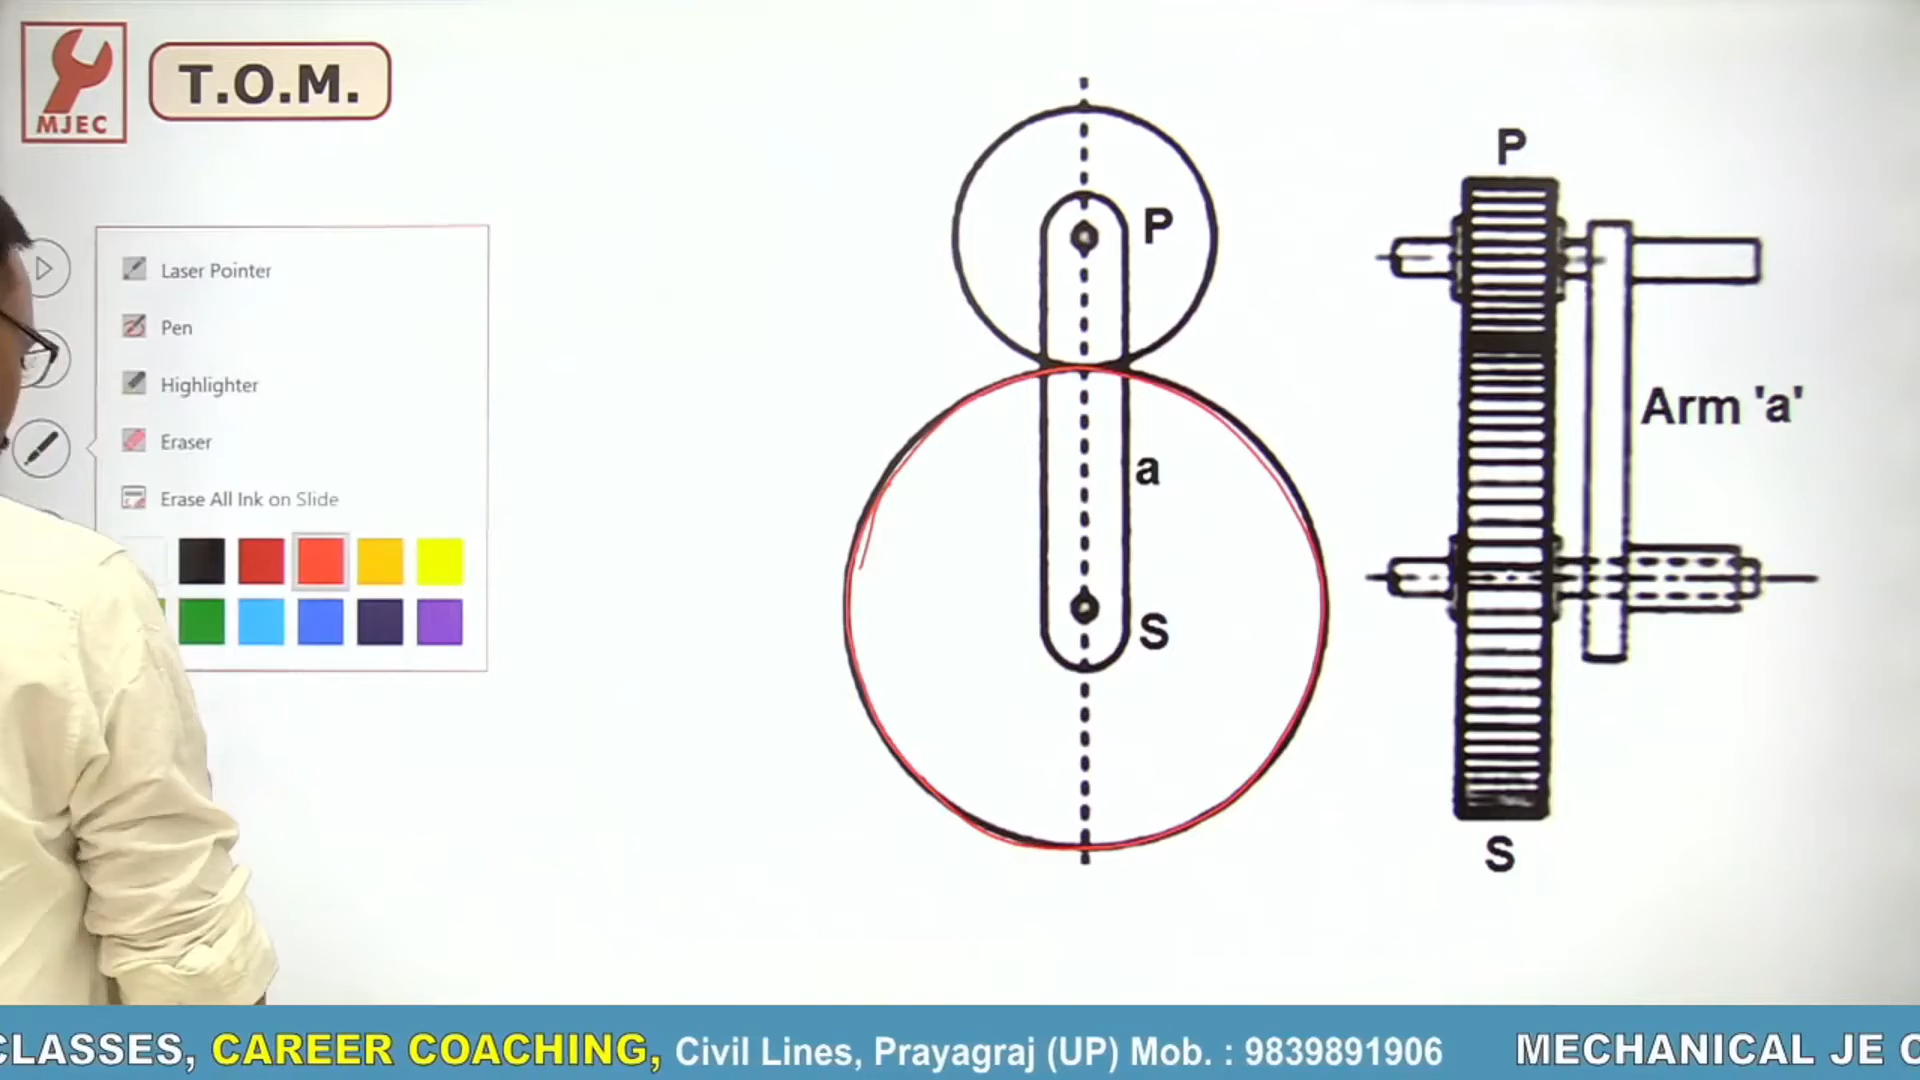 MJEC
T.O.M.
Laser Pointer
Pen
Highlighter
Eraser
Erase All Ink on Slide
P
a
S
P
Arm 'a'
S
CLASSES, CAREER COACHING, Civil Lines, Prayagraj (UP) Mob. : 9839891906 MECHANICAL JE